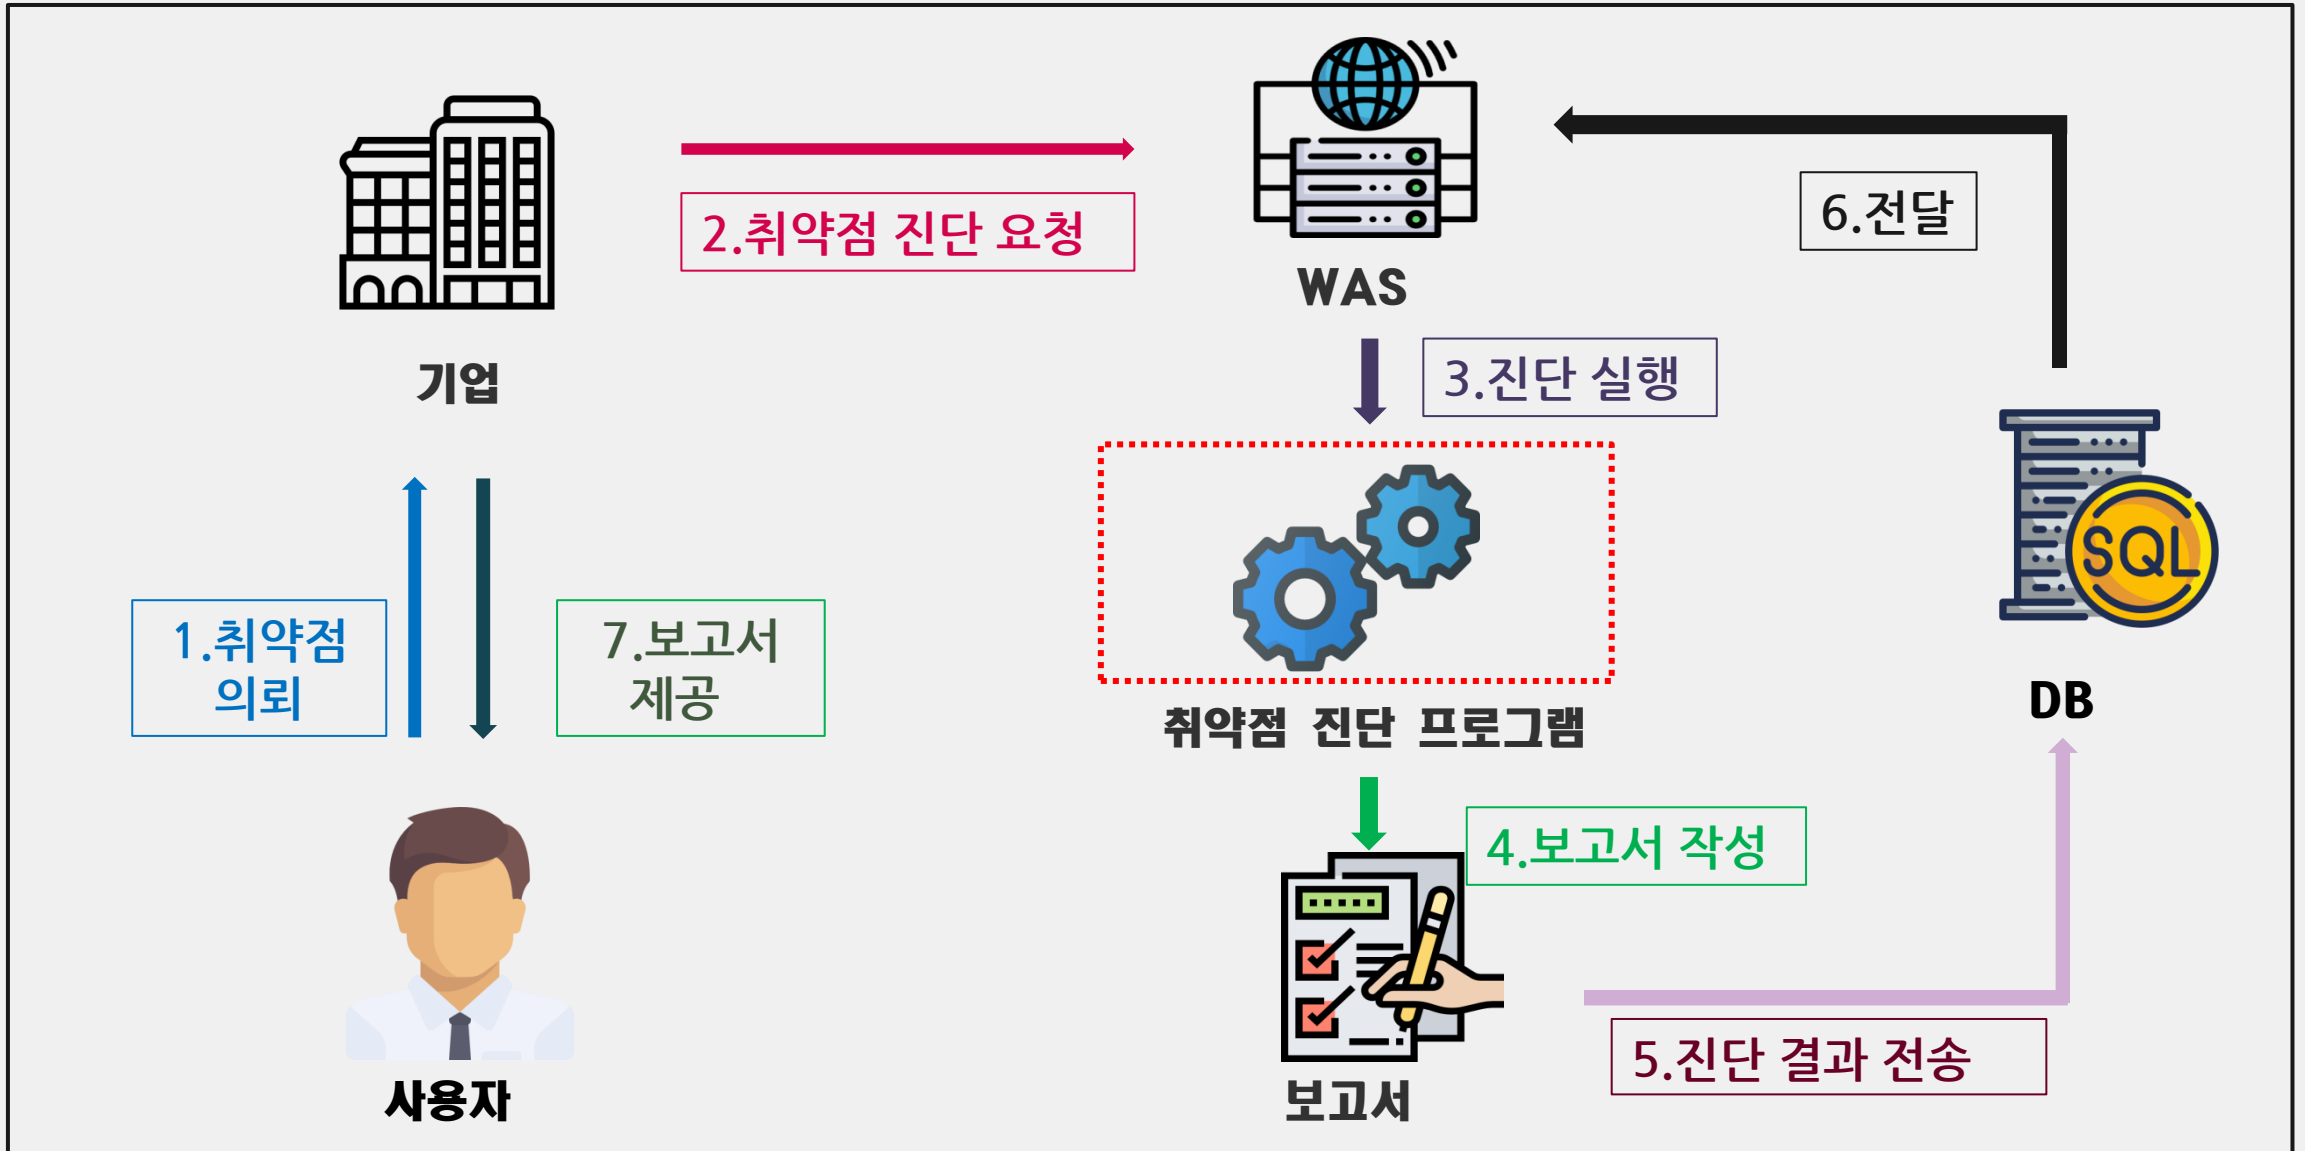 2.취약점 진단 요청
6.전달
WAS
3.진단 실행
기업
SQL
1.취약점
의뢰
7.보고서
제공
DB
취약점 진단 프로그램
4.보고서 작성
5.진단 결과 전송
사용자
보고서